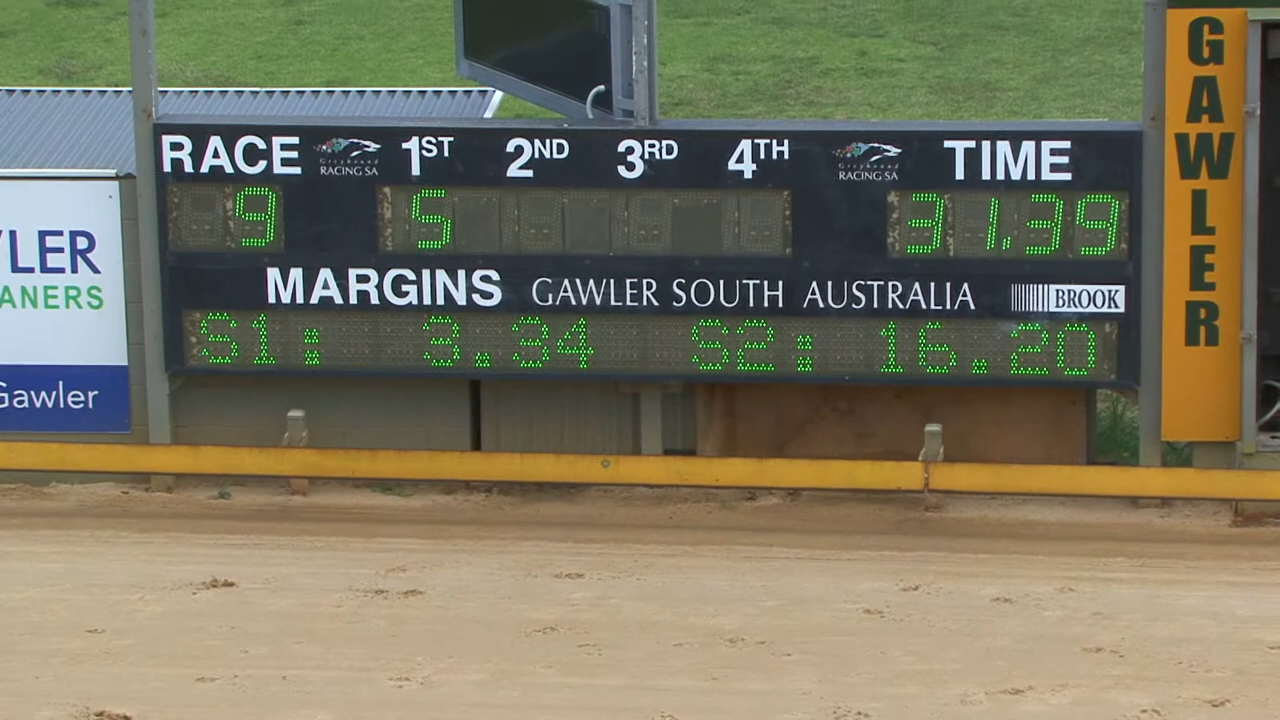 RACE 1ST 2ND 3RD 4TH TIME
Greyhound
RACING SA
Greyhound
RACING SA
9 5 31.39
MARGINS GAWLER SOUTH AUSTRALIA BROOK
S1: 3.34 S2: 16.20
GAWLER
LER
ANERS
Gawler